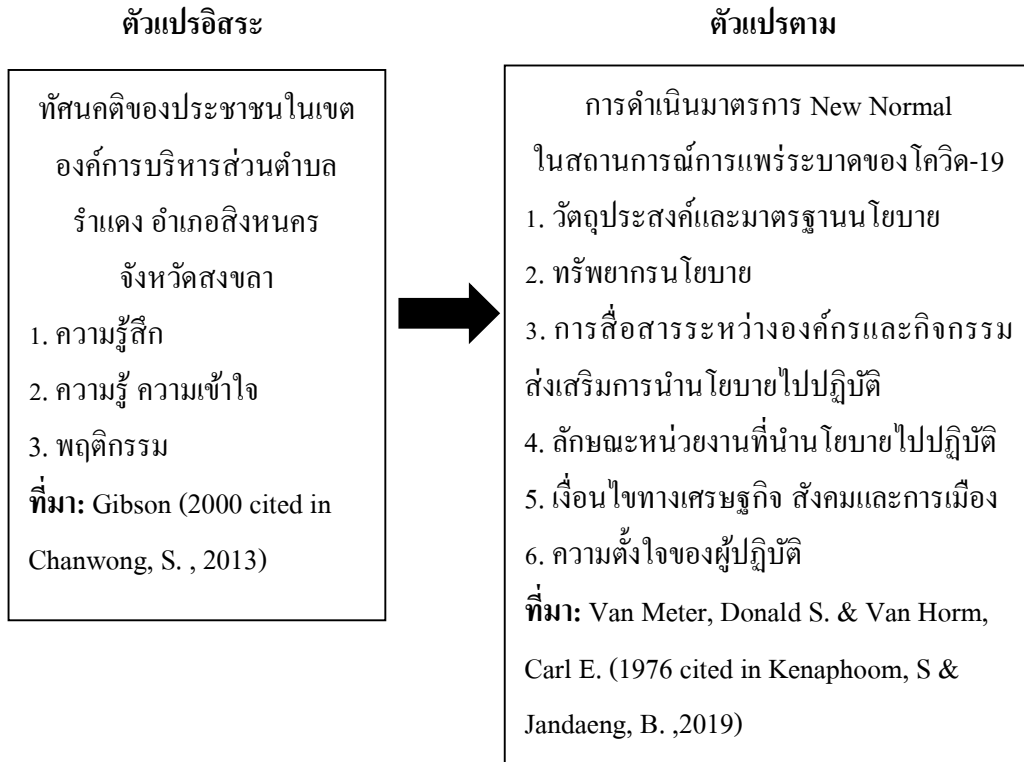 ตัวแปรอิสระ
ทัศนคติของประชาชนในเขต
องค์การบริหารส่วนตำบล
รำแดง อำเภอสิงหนคร
จังหวัดสงขลา
1. ความรู้สึก
2. ความรู้ ความเข้าใจ
3. พฤติกรรม
ที่มา: Gibson (2000 cited in
Chanwong, S. , 2013)
ตัวแปรตาม
การดำเนินมาตรการ New Normal
ในสถานการณ์การแพร่ระบาดของโควิด-19
1. วัตถุประสงค์และมาตรฐานนโยบาย
2. ทรัพยากรนโยบาย
3. การสื่อสารระหว่างองค์กรและกิจกรรม
ส่งเสริมการนำนโยบายไปปฏิบัติ
4. ลักษณะหน่วยงานที่นำนโยบายไปปฏิบัติ
5. เงื่อนไขทางเศรษฐกิจ สังคมและการเมือง
6. ความตั้งใจของผู้ปฏิบัติ
ที่มา: Van Meter, Donald S. & Van Horm,
Carl E. (1976 cited in Kenaphoom, S &
Jandaeng, B. ,2019)